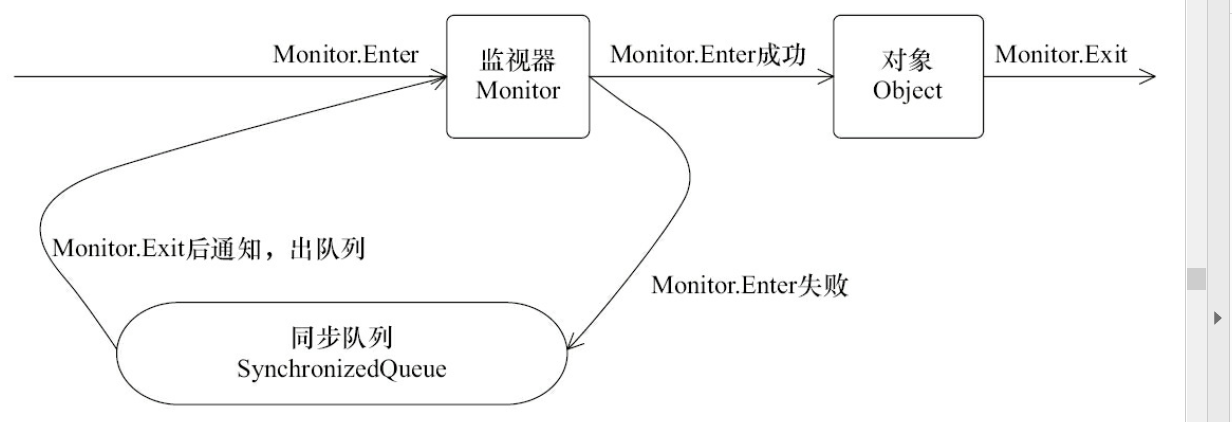 Monitor.Enter
监视器
Monitor
Monitor.Enter成功
对象
Object
Monitor.Exit
Monitor.Exit后通知，出队列
Monitor.Enter失败
同步队列
SynchronizedQueue